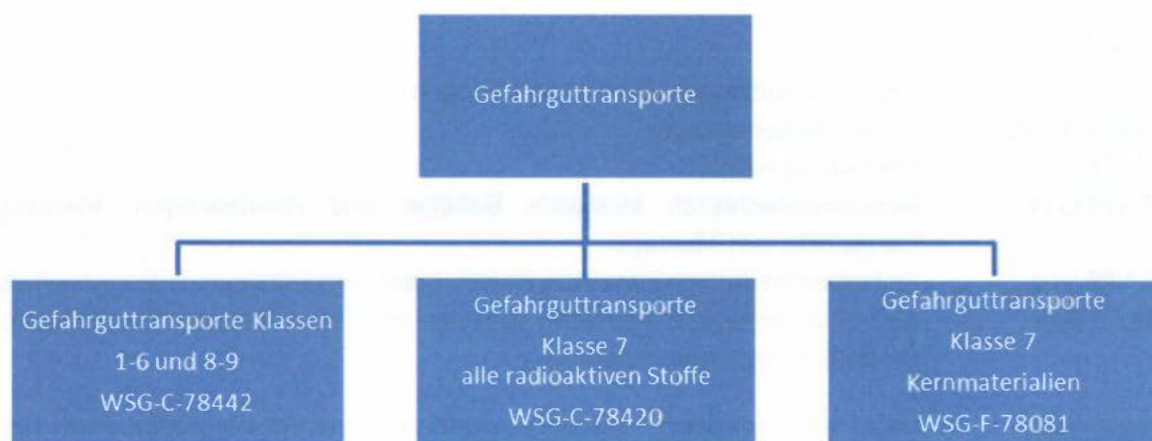 Gefahrguttransporte
Gefahrguttransporte Klassen
1-6 und 8-9
WSG-C-78442
Gefahrguttransporte
Klasse 7
alle radioaktiven Stoffe
WSG-C-78420
Gefahrguttransporte
Klasse 7
Kernmaterialien
WSG-F-78081